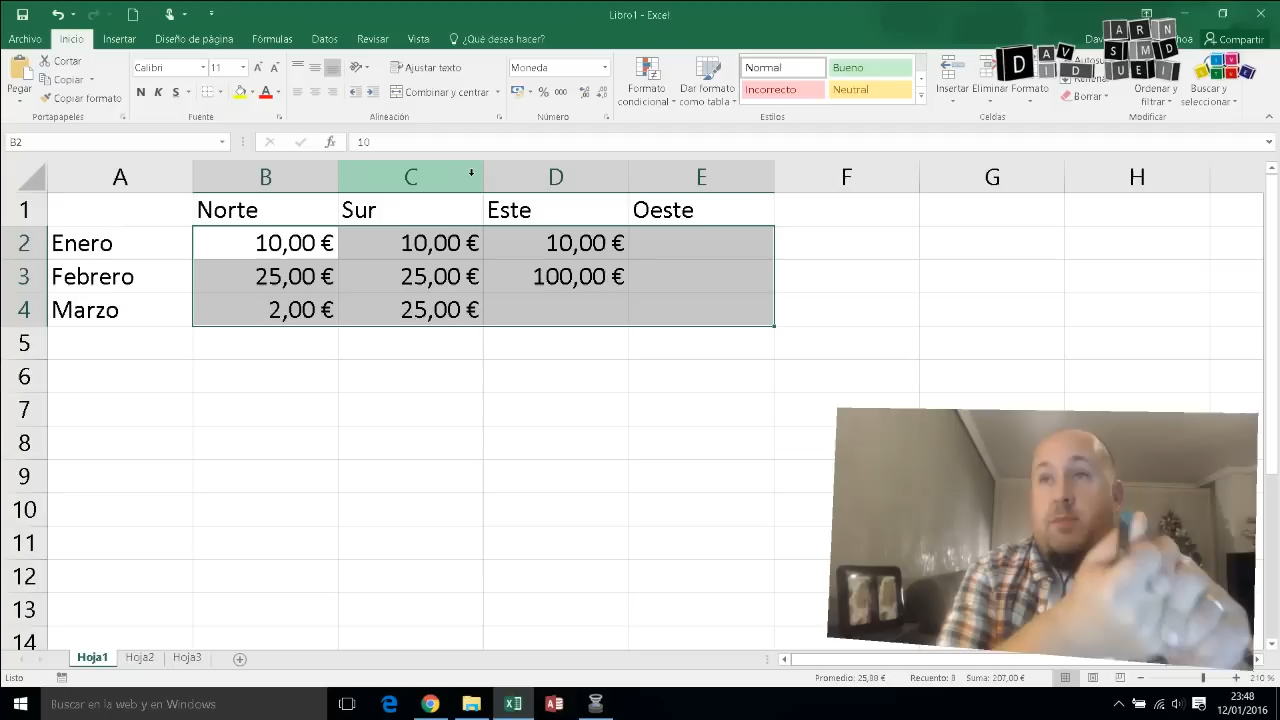 Libro1 - Excel
Archivo Inicio Insertar Diseño de página Fórmulas Datos Revisar Vista ¿Qué desea hacer? Compartir
Pegar
Cortar
Copiar
Copiar formato
Portapapeles
Calibri 11
N K S
Fuente
Ajustar texto
Combinar y centrar
Alineación
Moneda
% 000
Número
Formato condicional
Dar formato como tabla
Normal Bueno
Incorrecto Neutral
Estilos
Insertar Eliminar Formato
Celdas
Borrar
Ordenar y filtrar
Buscar y seleccionar
Modificar
B2 fx 10
A B C D E F G H
1 Norte Sur Este Oeste
2 Enero 10,00 € 10,00 € 10,00 €
3 Febrero 25,00 € 25,00 € 100,00 €
4 Marzo 2,00 € 25,00 €
5
6
7
8
9
10
11
12
13
14
Hoja1 Hoja2 Hoja3
Listo Promedio: 25,88 € Recuento: 8 Suma: 207,00 € 210 %
Buscar en la web y en Windows
23:48
12/01/2016